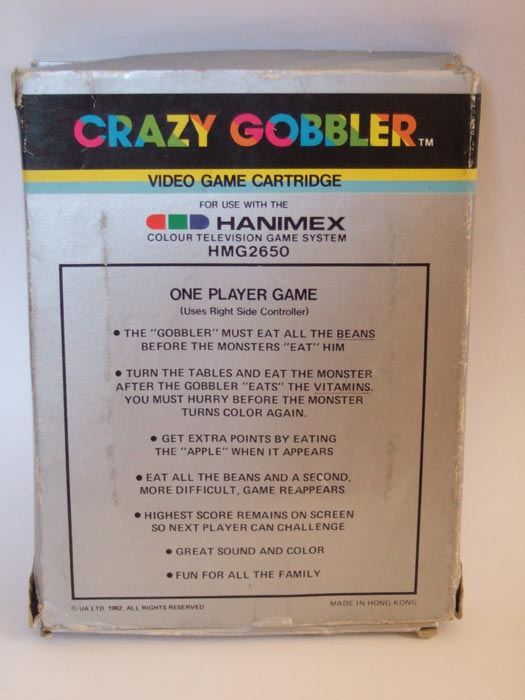 CRAZY GOBBLER™
VIDEO GAME CARTRIDGE
FOR USE WITH THE
HANIMEX
COLOUR TELEVISION GAME SYSTEM
HMG2650
ONE PLAYER GAME
(Uses Right Side Controller)
• THE "GOBBLER" MUST EAT ALL THE BEANS
BEFORE THE MONSTERS "EAT" HIM
• TURN THE TABLES AND EAT THE MONSTER
AFTER THE GOBBLER "EATS" THE VITAMINS.
YOU MUST HURRY BEFORE THE MONSTER
TURNS COLOR AGAIN.
• GET EXTRA POINTS BY EATING
THE "APPLE" WHEN IT APPEARS
• EAT ALL THE BEANS AND A SECOND,
MORE DIFFICULT, GAME REAPPEARS
• HIGHEST SCORE REMAINS ON SCREEN
SO NEXT PLAYER CAN CHALLENGE
• GREAT SOUND AND COLOR
• FUN FOR ALL THE FAMILY
© UA LTD. 1982. ALL RIGHTS RESERVED
MADE IN HONG KONG